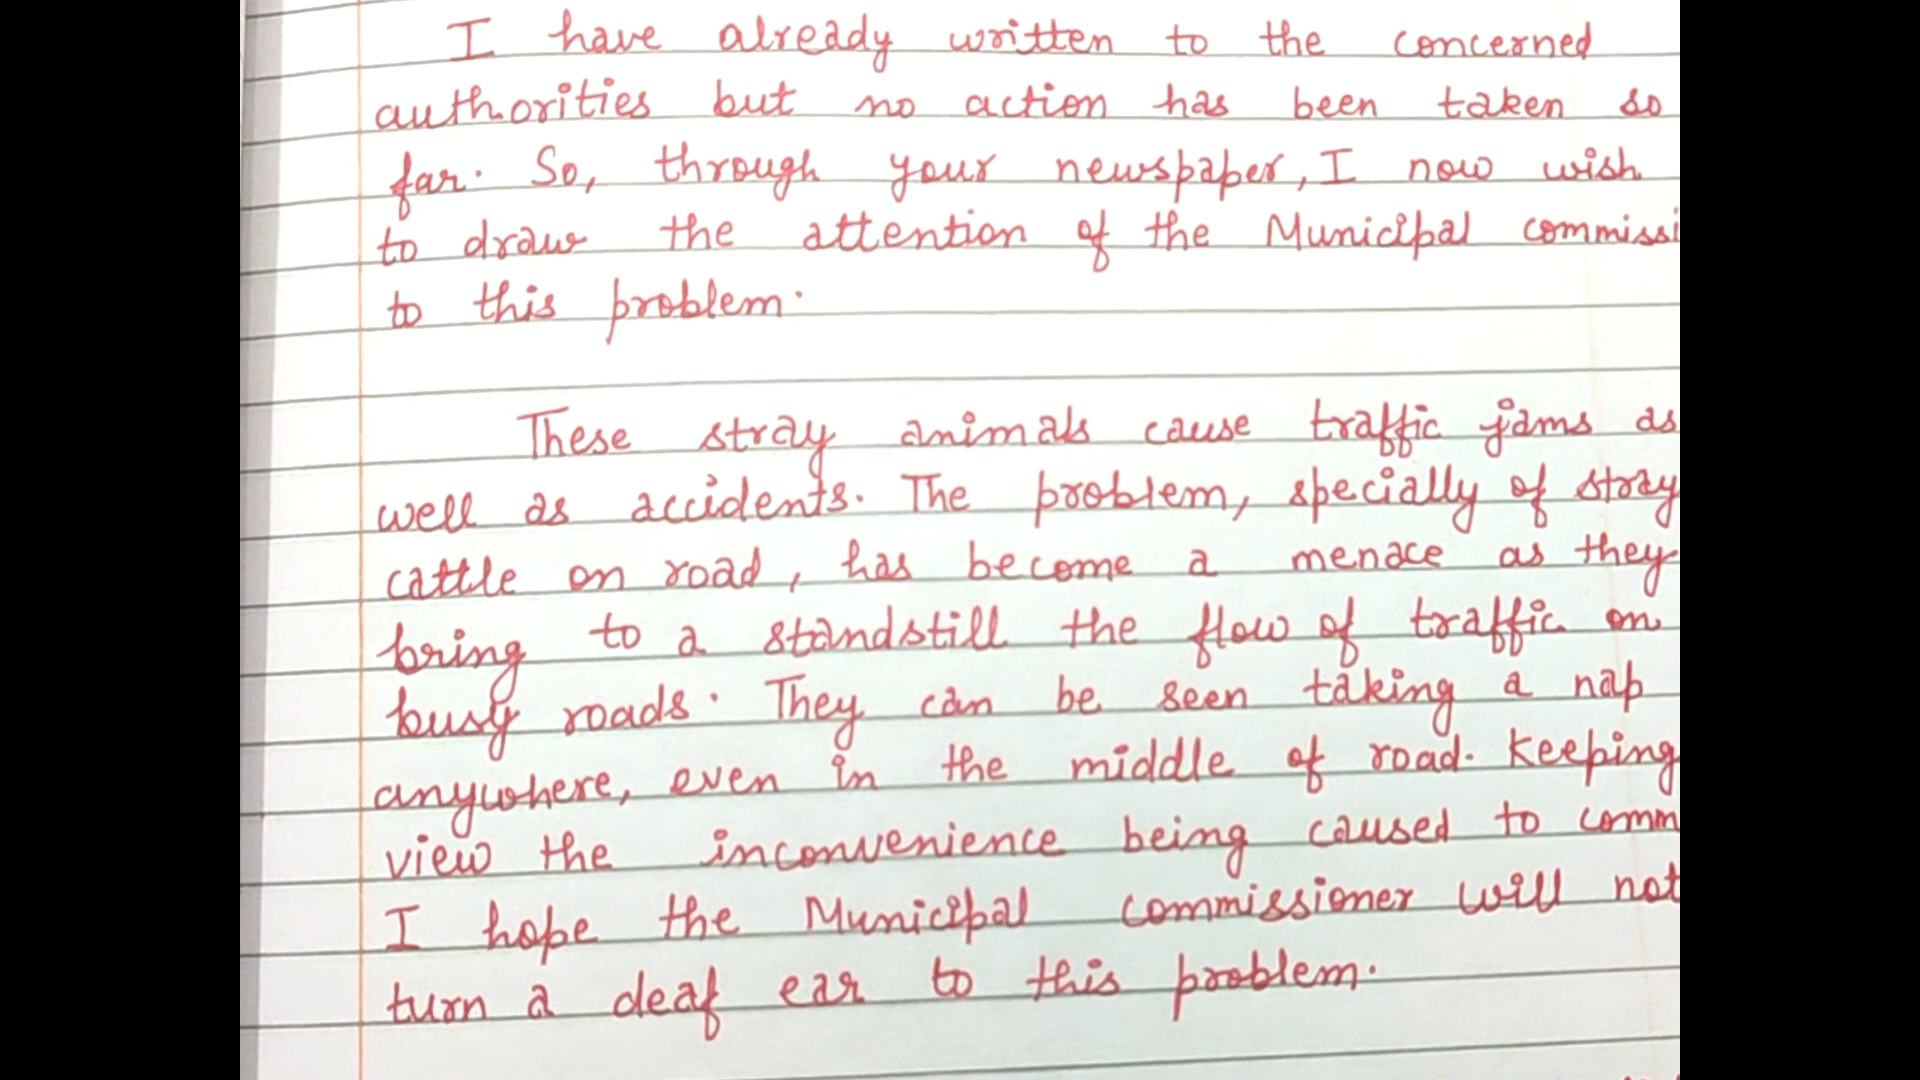 I have already written to the concerned
authorities but no action has been taken so
far. So, through your newspaper, I now wish
to draw the attention of the Municipal commissi
to this problem.
These stray animals cause traffic jams as
well as accidents. The problem, specially of stray
cattle on road, has become a menace as they
bring to a standstill the flow of traffic on
busy roads. They can be seen taking a nap
anywhere, even in the middle of road. Keeping
view the inconvenience being caused to comm
I hope the Municipal commissioner will not
turn a deaf ear to this problem.